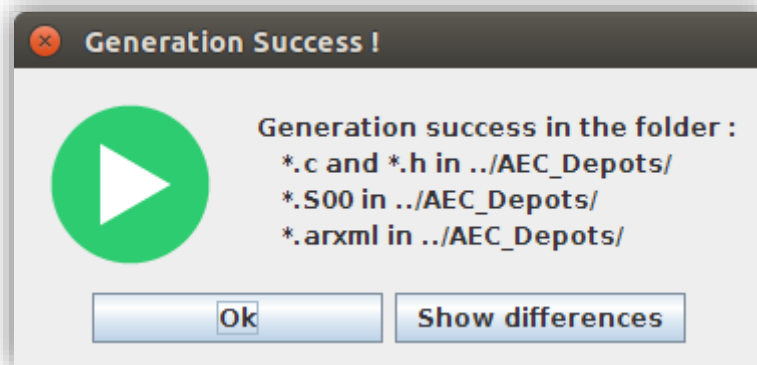 Generation Success !
Generation success in the folder :
*.c and *.h in ../AEC_Depots/
*.S00 in ../AEC_Depots/
*.arxml in ../AEC_Depots/
Ok
Show differences